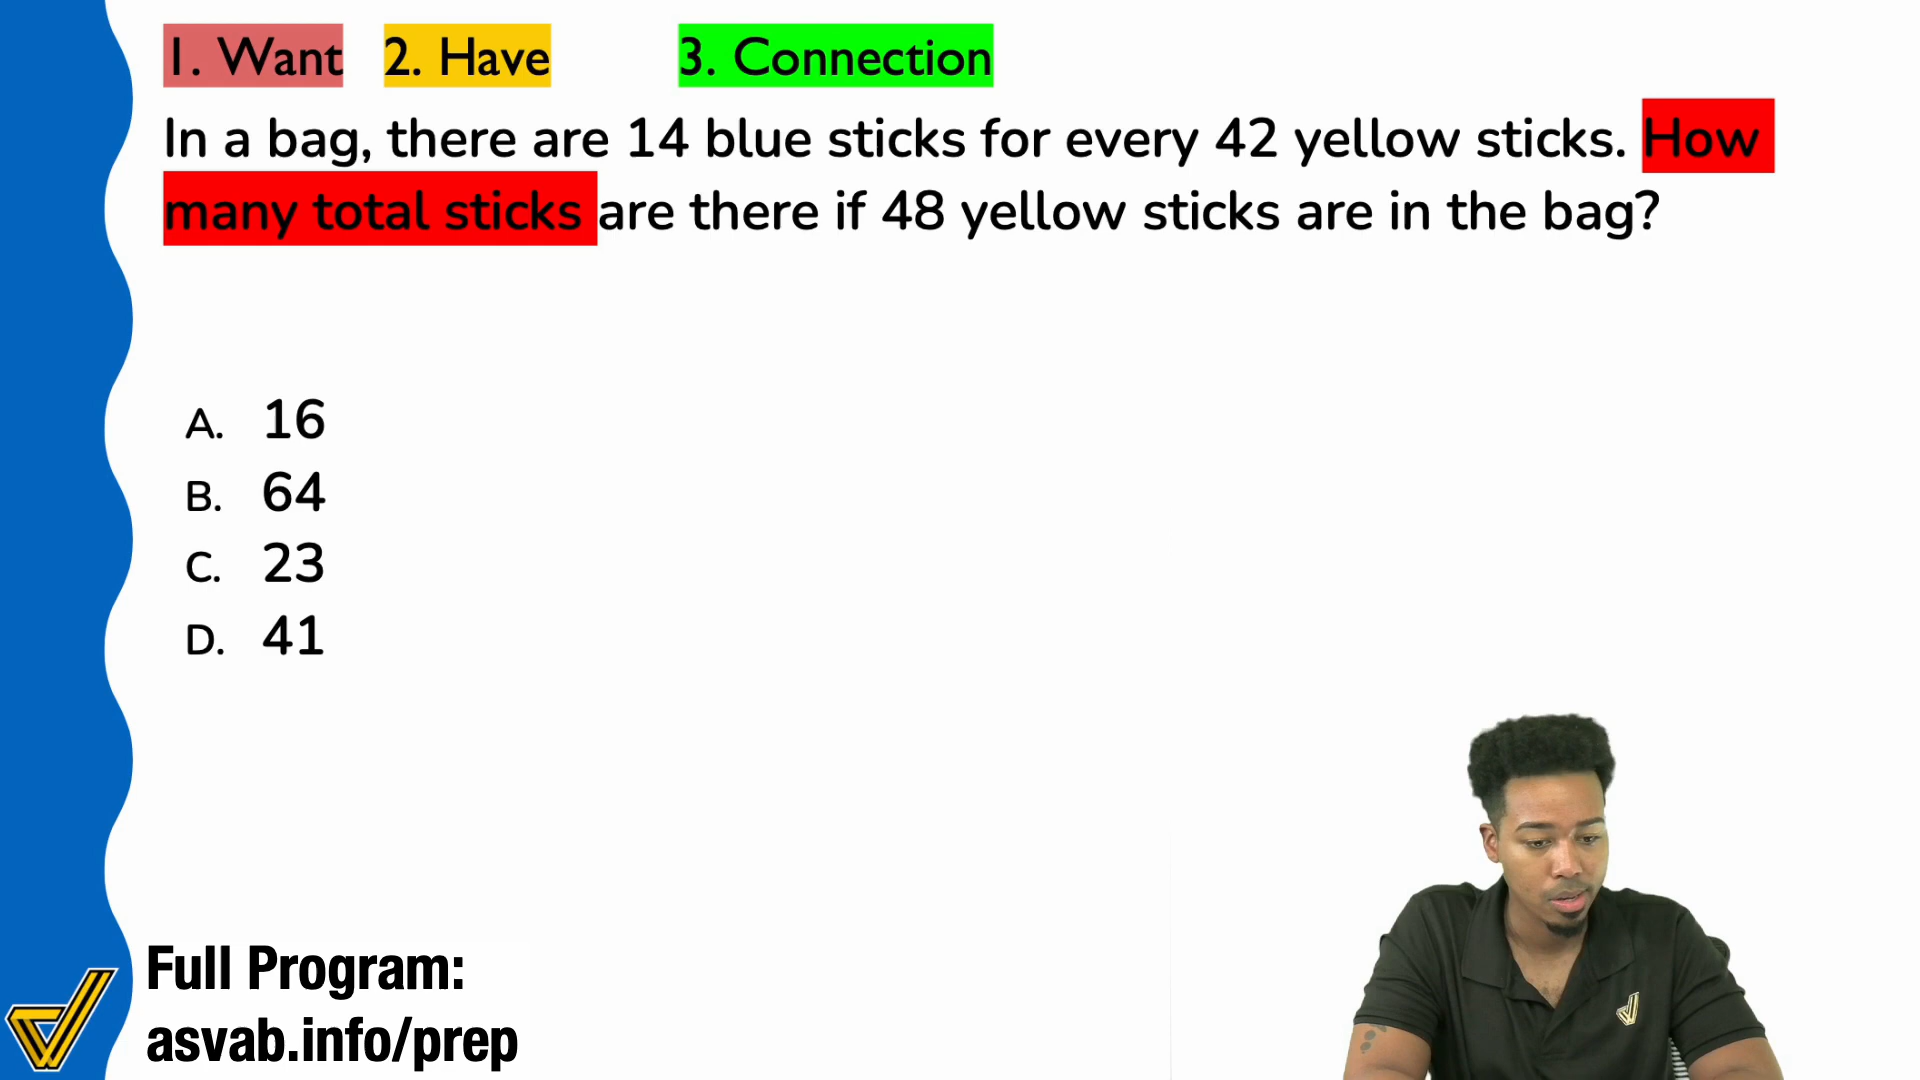 1. Want 2. Have 3. Connection
In a bag, there are 14 blue sticks for every 42 yellow sticks. How
many total sticks are there if 48 yellow sticks are in the bag?
A. 16
B. 64
C. 23
D. 41
Full Program:
asvab.info/prep